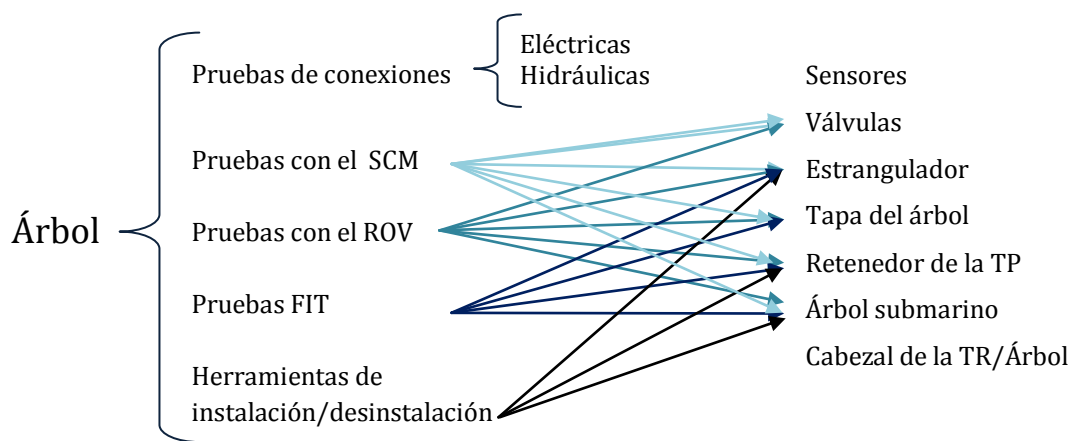 Árbol
Pruebas de conexiones
Eléctricas
Hidráulicas
Pruebas con el SCM
Pruebas con el ROV
Pruebas FIT
Herramientas de
instalación/desinstalación
Sensores
Válvulas
Estrangulador
Tapa del árbol
Retenedor de la TP
Árbol submarino
Cabezal de la TR/Árbol